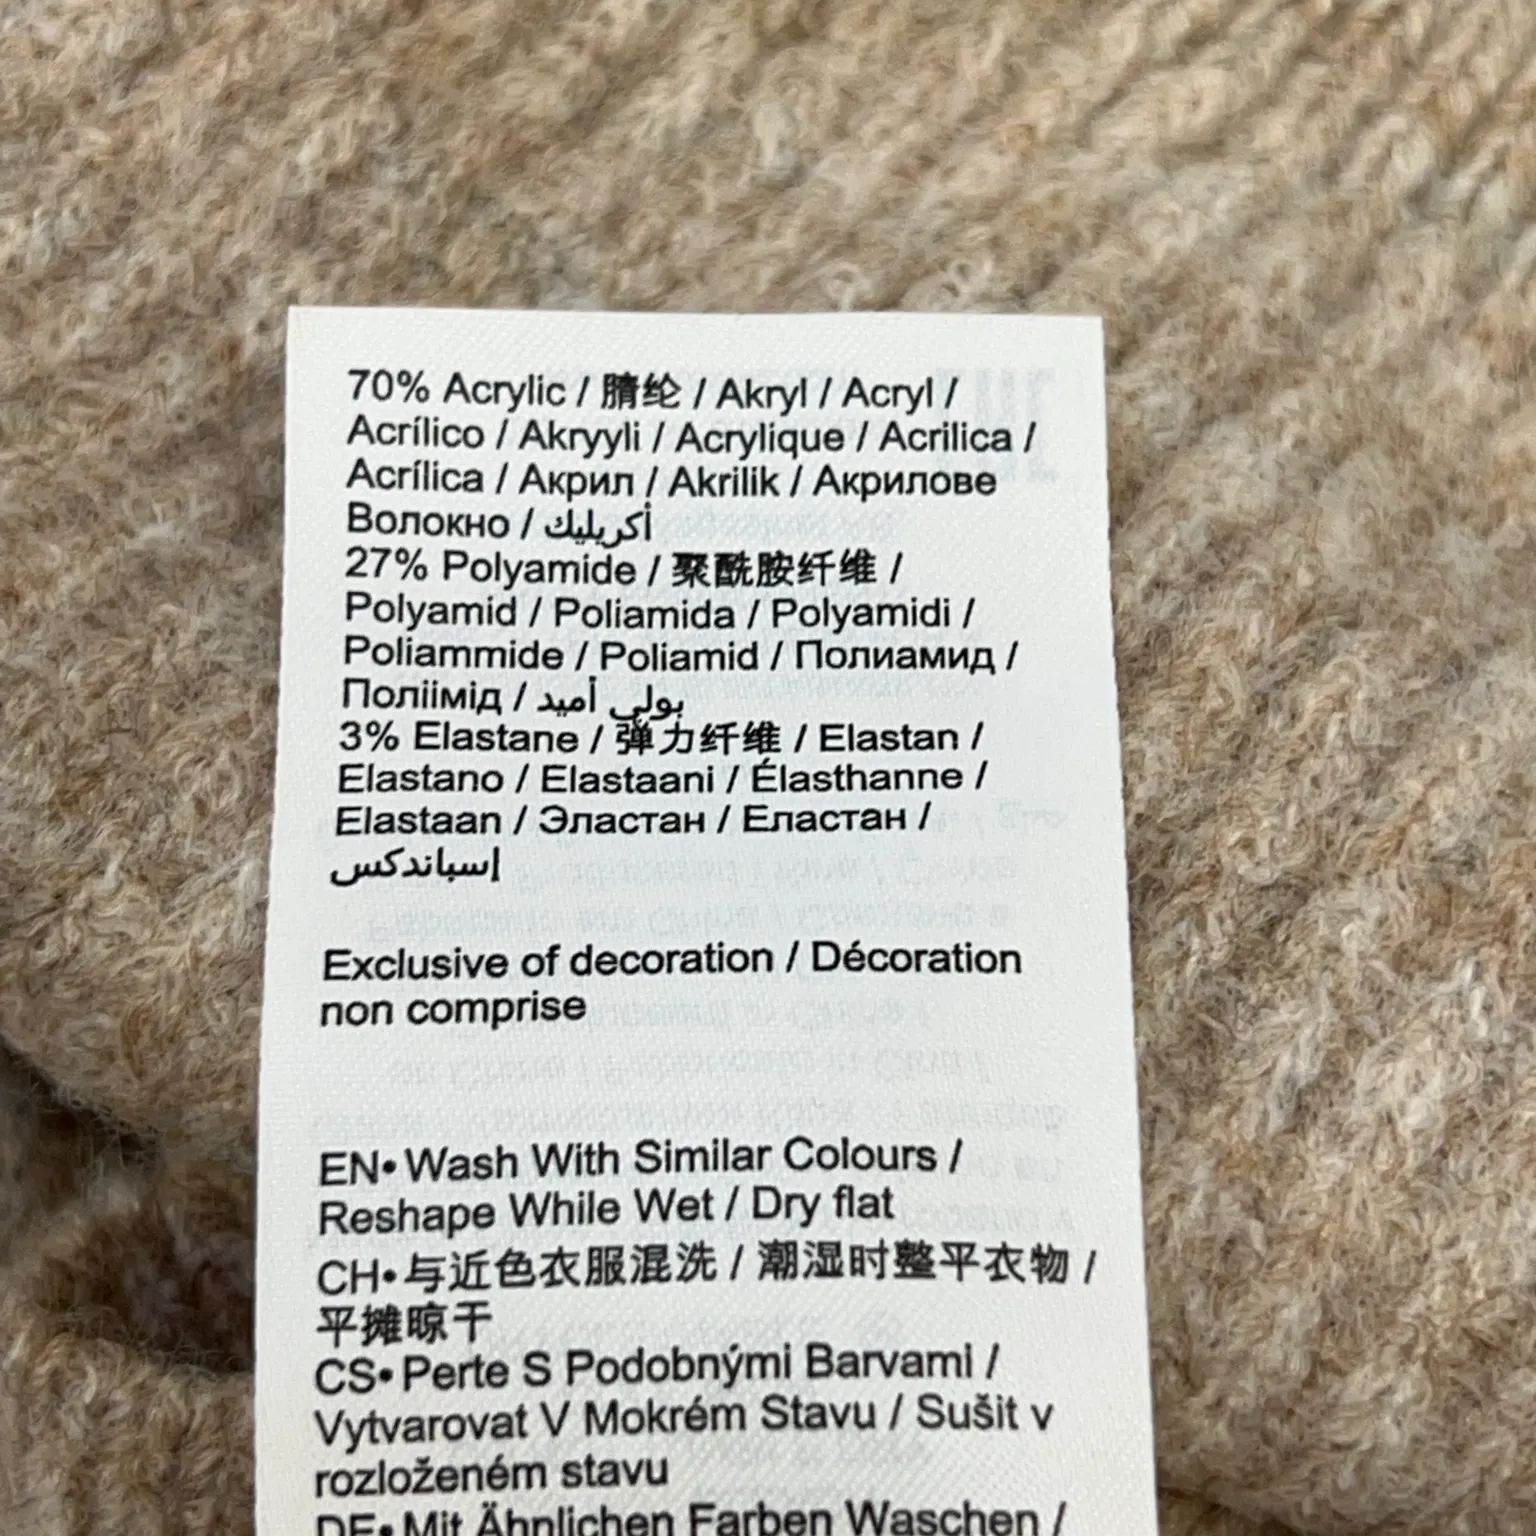 70% Acrylic / 腈纶 / Akryl / Acryl /
Acrílico / Akryyli / Acrylique / Acrilica /
Acrílica / Акрил / Akrilik / Акрилове
Волокно / أكريليك
27% Polyamide / 聚酰胺纤维 /
Polyamid / Poliamida / Polyamidi /
Poliammide / Poliamid / Полиамид /
Поліімід / بولي أميد
3% Elastane / 弹力纤维 / Elastan /
Elastano / Elastaani / Élasthanne /
Elastaan / Эластан / Еластан /
إسباندكس
Exclusive of decoration / Décoration
non comprise
EN• Wash With Similar Colours /
Reshape While Wet / Dry flat
CH• 与近色衣服混洗 / 潮湿时整平衣物 /
平摊晾干
CS• Perte S Podobnými Barvami /
Vytvarovat V Mokrém Stavu / Sušit v
rozloženém stavu
DE• Mit Ähnlichen Farben Waschen /